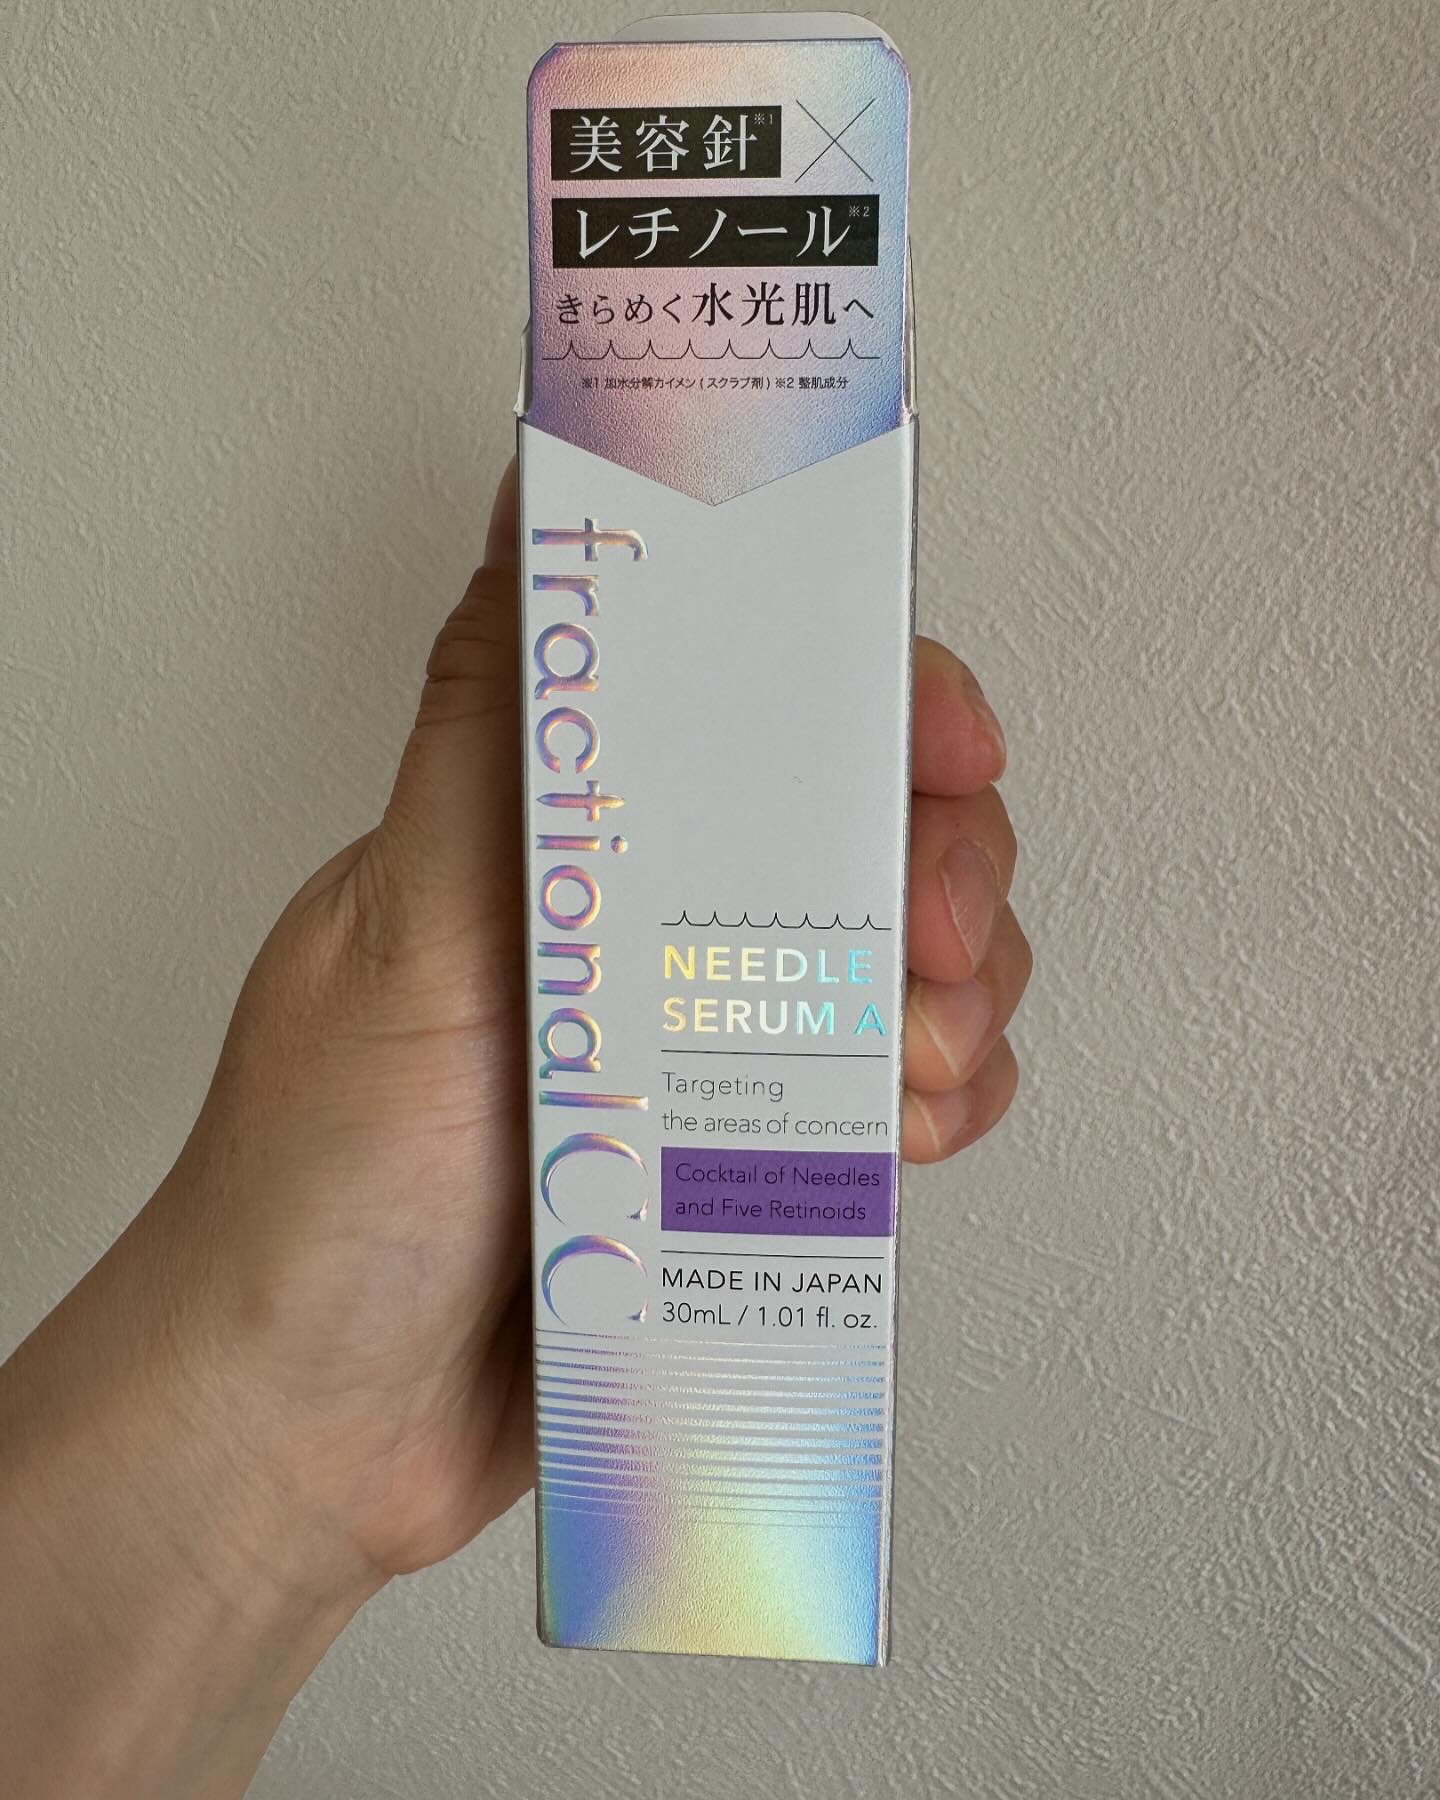 美容針※1 ×
レチノール※2
きらめく水光肌へ
※1 加水分解カイメン ( スクラブ剤 ) ※2 整肌成分
fractional CC
NEEDLE
SERUM A
Targeting
the areas of concern
Cocktail of Needles
and Five Retinoids
MADE IN JAPAN
30mL / 1.01 fl. oz.